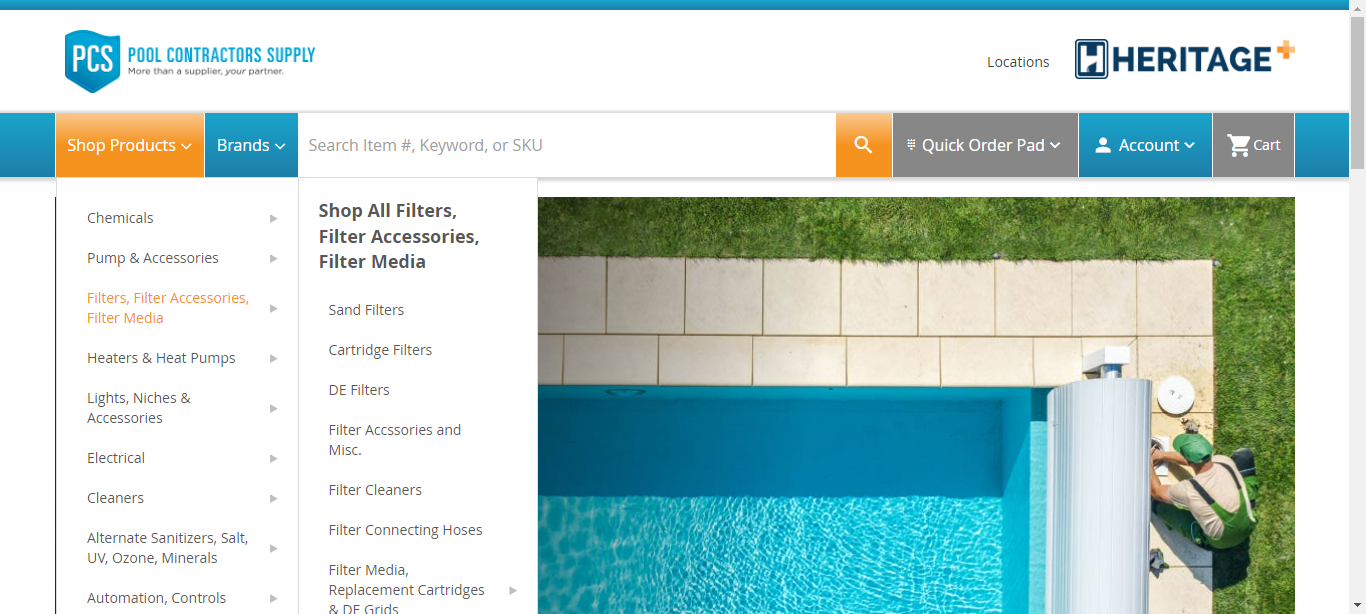 PCS POOL CONTRACTORS SUPPLY
More than a supplier, your partner.
Locations
H HERITAGE+
Shop Products
Brands
Search Item #, Keyword, or SKU
Quick Order Pad
Account
Cart
Chemicals
Pump & Accessories
Filters, Filter Accessories,
Filter Media
Heaters & Heat Pumps
Lights, Niches &
Accessories
Electrical
Cleaners
Alternate Sanitizers, Salt,
UV, Ozone, Minerals
Automation, Controls
Shop All Filters,
Filter Accessories,
Filter Media
Sand Filters
Cartridge Filters
DE Filters
Filter Accssories and
Misc.
Filter Cleaners
Filter Connecting Hoses
Filter Media,
Replacement Cartridges
& DE Grids